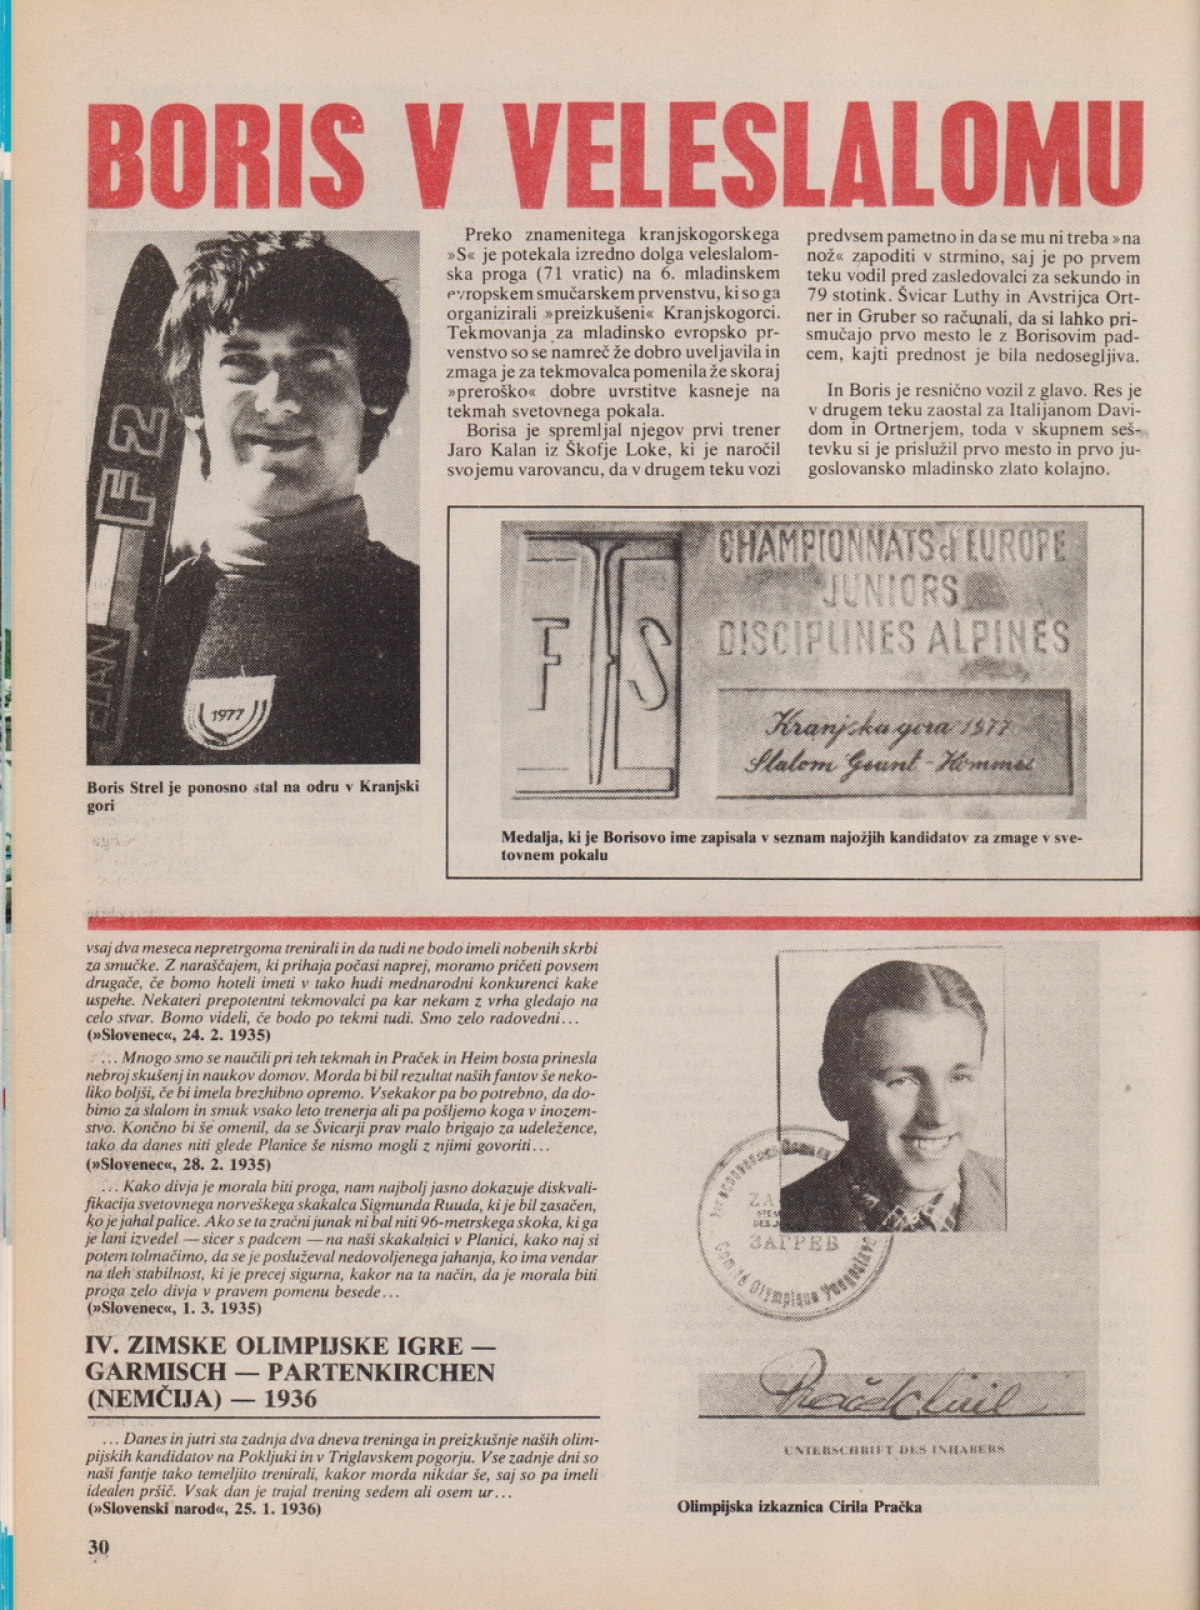 BORIS V VELESLALOMU
Preko znamenitega kranjskogorskega
»S« je potekala izredno dolga veleslalom-
ska proga (71 vratic) na 6. mladinskem
evropskem smučarskem prvenstvu, ki so ga
organizirali »preizkušeni« Kranjskogorci.
Tekmovanja za mladinsko evropsko pr-
venstvo so se namreč že dobro uveljavila in
zmaga je za tekmovalca pomenila že skoraj
»preroško« dobre uvrstitve kasneje na
tekmah svetovnega pokala.
Borisa je spremljal njegov prvi trener
Jaro Kalan iz Škofje Loke, ki je naročil
svojemu varovancu, da v drugem teku vozi
predvsem pametno in da se mu ni treba »na
nož« zapoditi v strmino, saj je po prvem
teku vodil pred zasledovalci za sekundo in
79 stotink. Švicar Luthy in Avstrijca Ort-
ner in Gruber so računali, da si lahko pri-
smučajo prvo mesto le z Borisovim pad-
cem, kajti prednost je bila nedosegljiva.
In Boris je resnično vozil z glavo. Res je
v drugem teku zaostal za Italijanom Davi-
dom in Ortnerjem, toda v skupnem seš-
tevku si je prislužil prvo mesto in prvo ju-
goslovansko mladinsko zlato kolajno.
F2
ELAN
1977
Boris Strel je ponosno stal na odru v Kranjski
gori
FIS
CHAMPIONNATS d'EUROPE
JUNIORS
DISCIPLINES ALPINES
Kranjska gora 1977
Slalom Geant - Hommes
Medalja, ki je Borisovo ime zapisala v seznam najožjih kandidatov za zmage v sve-
tovnem pokalu
vsaj dva meseca nepretrgoma trenirali in da tudi ne bodo imeli nobenih skrbi
za smučke. Z naraščajem, ki prihaja počasi naprej, moramo pričeti povsem
drugače, če bomo hoteli imeti v tako hudi mednarodni konkurenci kake
uspehe. Nekateri prepotentni tekmovalci pa kar nekam z vrha gledajo na
celo stvar. Bomo videli, če bodo po tekmi tudi. Smo zelo radovedni...
(»Slovenec«, 24. 2. 1935)
... Mnogo smo se naučili pri teh tekmah in Praček in Heim bosta prinesla
nebroj skušenj in naukov domov. Morda bi bil rezultat naših fantov še neko-
liko boljši, če bi imela brezhibno opremo. Vsekakor pa bo potrebno, da do-
bimo za slalom in smuk vsako leto trenerja ali pa pošljemo koga v inozem-
stvo. Končno bi še omenil, da se Švicarji prav malo brigajo za udeležence,
tako da danes niti glede Planice še nismo mogli z njimi govoriti...
(»Slovenec«, 28. 2. 1935)
... Kako divja je morala biti proga, nam najbolj jasno dokazuje diskvali-
fikacija svetovnega norveškega skakalca Sigmunda Ruuda, ki je bil zasačen,
ko je jahal palice. Ako se ta zračni junak ni bal niti 96-metrskega skoka, ki ga
je lani izvedel — sicer s padcem — na naši skakalnici v Planici, kako naj si
potem tolmačimo, da se je posluževal nedovoljenega jahanja, ko ima vendar
na tleh stabilnost, ki je precej sigurna, kakor na ta način, da je morala biti
proga zelo divja v pravem pomenu besede...
(»Slovenec«, 1. 3. 1935)
IV. ZIMSKE OLIMPIJSKE IGRE —
GARMISCH — PARTENKIRCHEN
(NEMČIJA) — 1936
... Danes in jutri sta zadnja dva dneva treninga in preizkušnje naših olim-
pijskih kandidatov na Pokljuki in v Triglavskem pogorju. Vse zadnje dni so
naši fantje tako temeljito trenirali, kakor morda nikdar še, saj so pa imeli
idealen pršič. Vsak dan je trajal trening sedem ali osem ur...
(»Slovenski narod«, 25. 1. 1936)
ЗАГРЕБ
Comité Olympique Yougoslave
Praček Ciril
UNTERSCHRIFT DES INHABERS
Olimpijska izkaznica Cirila Pračka
30